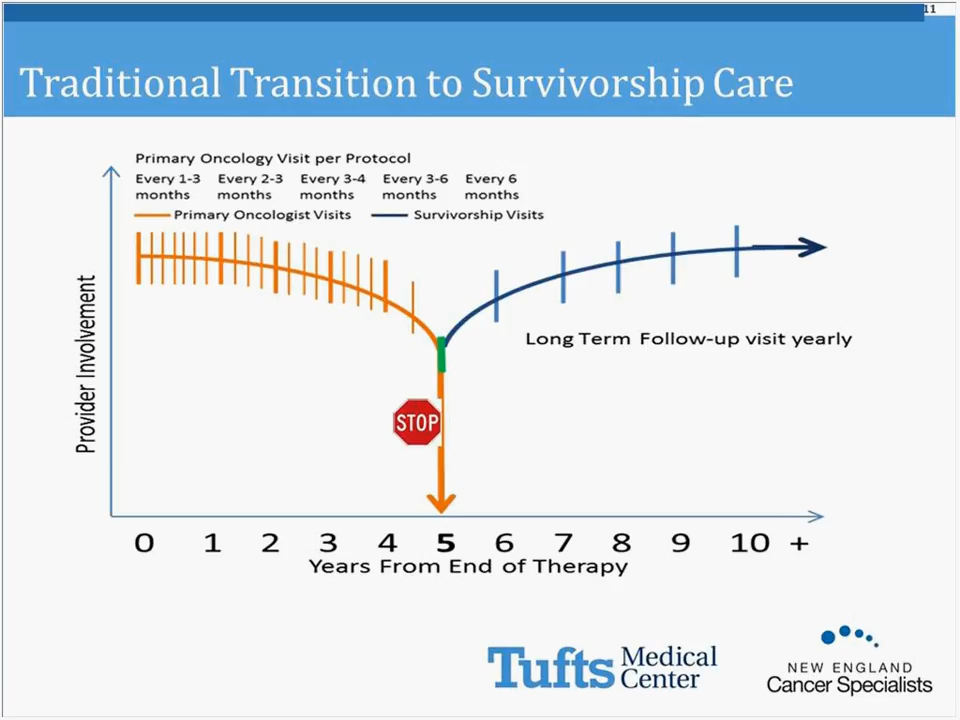 11
Traditional Transition to Survivorship Care
Primary Oncology Visit per Protocol
Every 1-3 months
Every 2-3 months
Every 3-4 months
Every 3-6 months
Every 6 months
Primary Oncologist Visits
Survivorship Visits
Provider Involvement
Long Term Follow-up visit yearly
STOP
0 1 2 3 4 5 6 7 8 9 10 +
Years From End of Therapy
Tufts Medical Center
NEW ENGLAND
Cancer Specialists